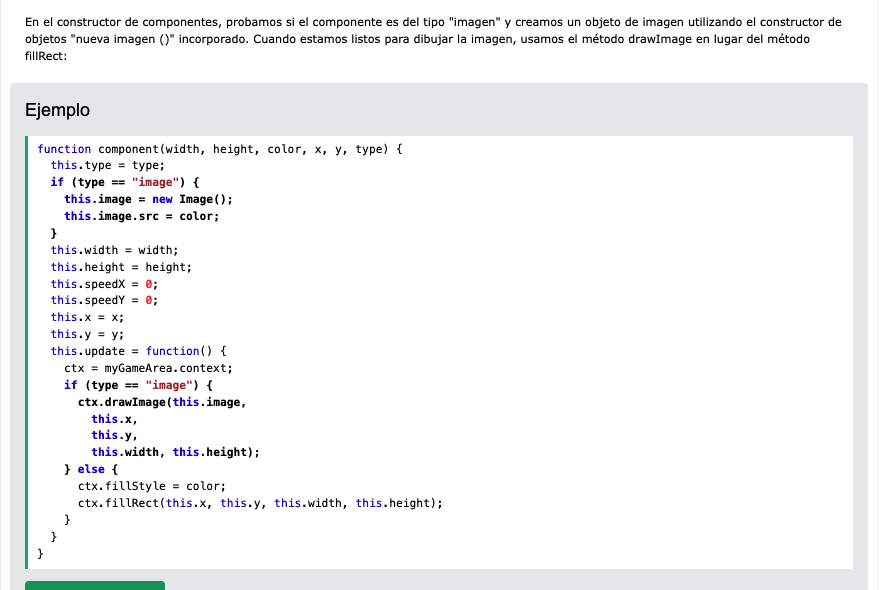 En el constructor de componentes, probamos si el componente es del tipo "imagen" y creamos un objeto de imagen utilizando el constructor de
objetos "nueva imagen ()" incorporado. Cuando estamos listos para dibujar la imagen, usamos el método drawImage en lugar del método
fillRect:
Ejemplo
function component(width, height, color, x, y, type) {
  this.type = type;
  if (type == "image") {
    this.image = new Image();
    this.image.src = color;
  }
  this.width = width;
  this.height = height;
  this.speedX = 0;
  this.speedY = 0;
  this.x = x;
  this.y = y;
  this.update = function() {
    ctx = myGameArea.context;
    if (type == "image") {
      ctx.drawImage(this.image,
        this.x,
        this.y,
        this.width, this.height);
    } else {
      ctx.fillStyle = color;
      ctx.fillRect(this.x, this.y, this.width, this.height);
    }
  }
}